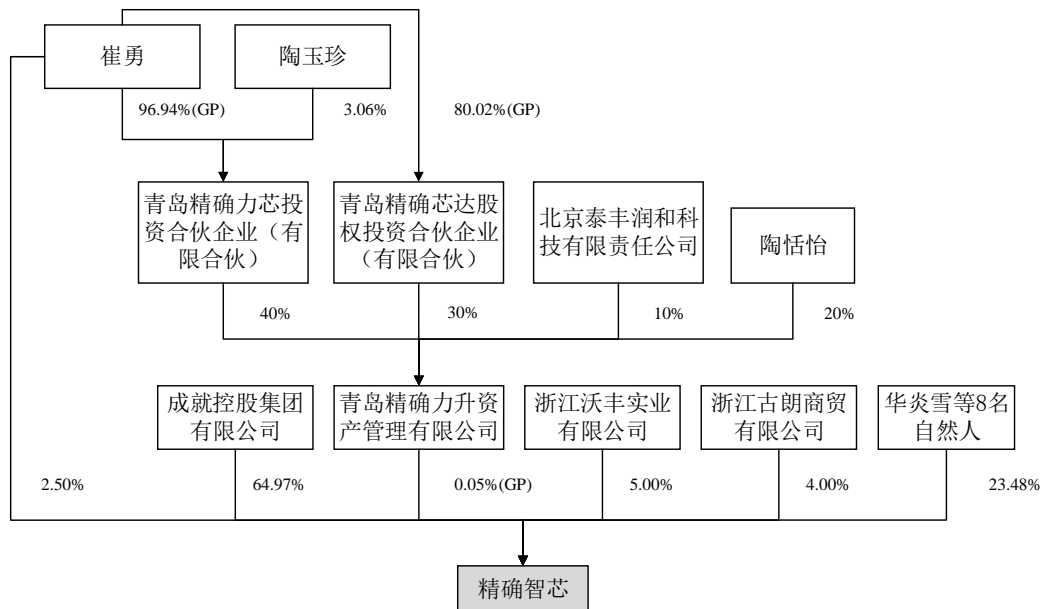 崔勇
陶玉珍
96.94%(GP)
3.06%
80.02%(GP)
青岛精确力芯投
资合伙企业（有
限合伙）
青岛精确芯达股
权投资合伙企业
（有限合伙）
北京泰丰润和科
技有限责任公司
陶恬怡
40%
30%
10%
20%
成就控股集团
有限公司
青岛精确力升资
产管理有限公司
浙江沃丰实业
有限公司
浙江古朗商贸
有限公司
华炎雪等8名
自然人
2.50%
64.97%
0.05%(GP)
5.00%
4.00%
23.48%
精确智芯